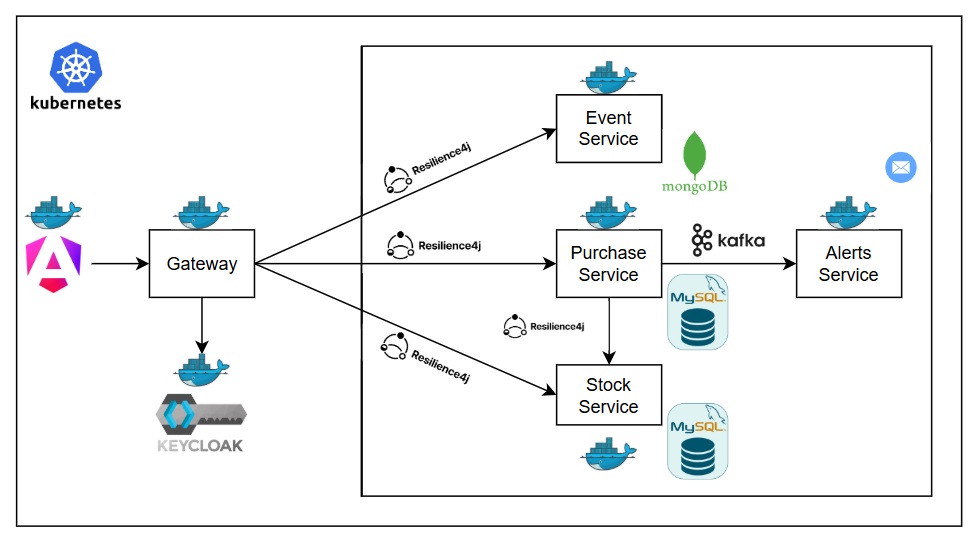 kubernetes
Event
Service
Resilience4j
mongoDB
Gateway
Resilience4j
Purchase
Service
kafka
Alerts
Service
MySQL
Resilience4j
Resilience4j
Stock
Service
MySQL
KEYCLOAK